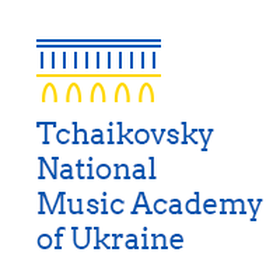 Tchaikovsky
National
Music Academy
of Ukraine